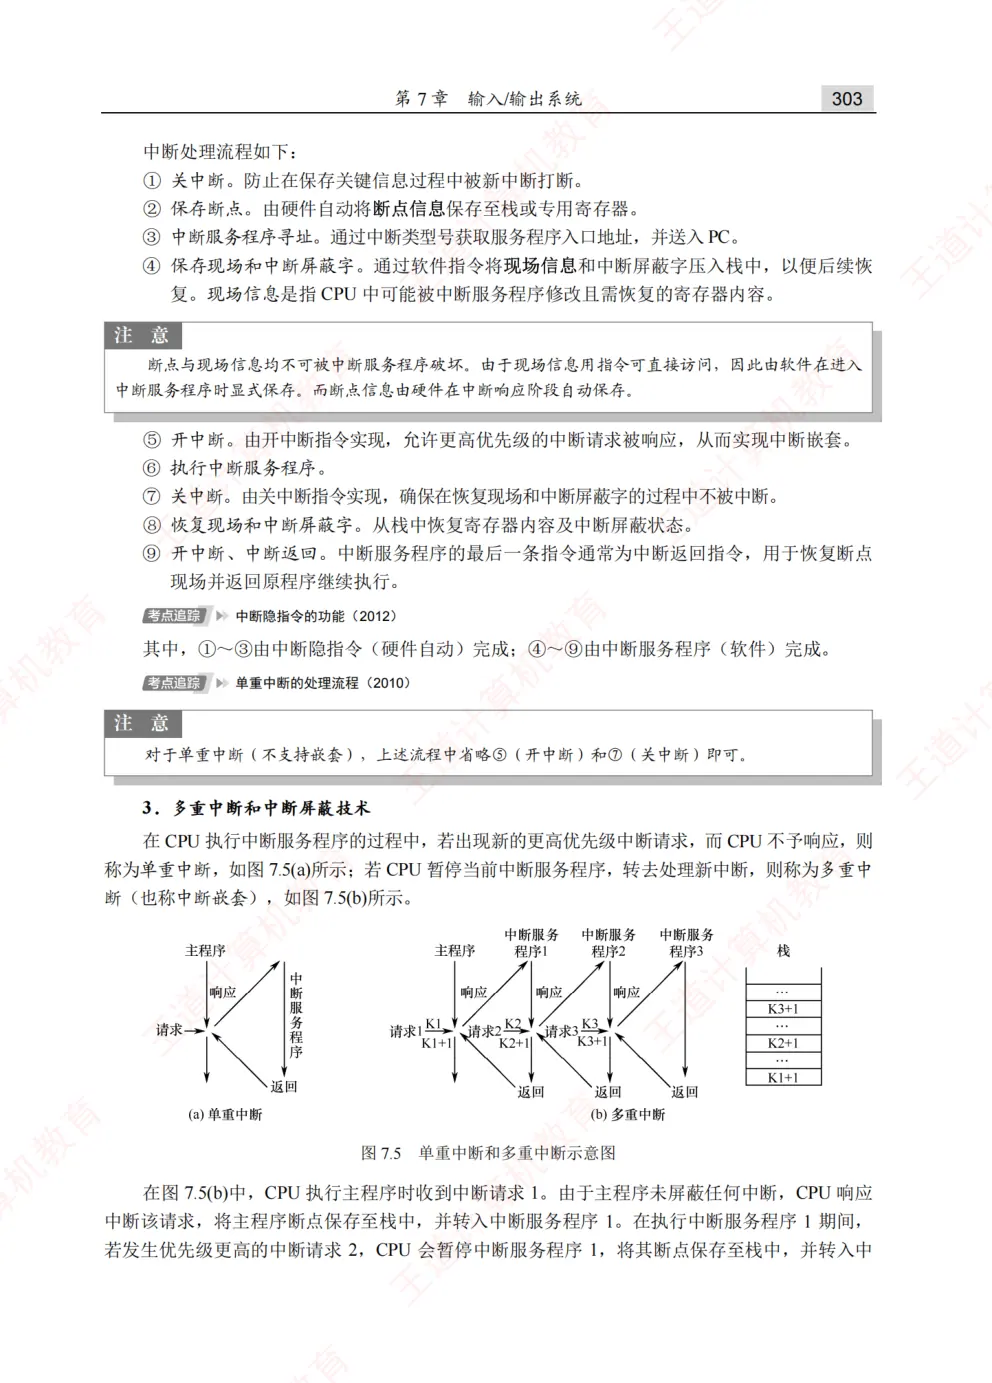 第 7 章 输入/输出系统 303
中断处理流程如下：
① 关中断。防止在保存关键信息过程中被新中断打断。
② 保存断点。由硬件自动将断点信息保存至栈或专用寄存器。
③ 中断服务程序寻址。通过中断类型号获取服务程序入口地址，并送入 PC。
④ 保存现场和中断屏蔽字。通过软件指令将现场信息和中断屏蔽字压入栈中，以便后续恢
复。现场信息是指 CPU 中可能被中断服务程序修改且需恢复的寄存器内容。
注 意
断点与现场信息均不可被中断服务程序破坏。由于现场信息用指令可直接访问，因此由软件在进入
中断服务程序时显式保存。而断点信息由硬件在中断响应阶段自动保存。
⑤ 开中断。由开中断指令实现，允许更高优先级的中断请求被响应，从而实现中断嵌套。
⑥ 执行中断服务程序。
⑦ 关中断。由关中断指令实现，确保在恢复现场和中断屏蔽字的过程中不被中断。
⑧ 恢复现场和中断屏蔽字。从栈中恢复寄存器内容及中断屏蔽状态。
⑨ 开中断、中断返回。中断服务程序的最后一条指令通常为中断返回指令，用于恢复断点
现场并返回原程序继续执行。
考点追踪 中断隐指令的功能（2012）
其中，①～③由中断隐指令（硬件自动）完成；④～⑨由中断服务程序（软件）完成。
考点追踪 单重中断的处理流程（2010）
注 意
对于单重中断（不支持嵌套），上述流程中省略⑤（开中断）和⑦（关中断）即可。
3．多重中断和中断屏蔽技术
在 CPU 执行中断服务程序的过程中，若出现新的更高优先级中断请求，而 CPU 不予响应，则
称为单重中断，如图 7.5(a)所示；若 CPU 暂停当前中断服务程序，转去处理新中断，则称为多重中
断（也称中断嵌套），如图 7.5(b)所示。
主程序
响应
请求
中断服务程序
返回
(a) 单重中断
主程序
中断服务
程序1
中断服务
程序2
中断服务
程序3
栈
响应
响应
响应
请求1 K1
K1+1
请求2 K2
K2+1
请求3 K3
K3+1
返回
返回
返回
…
K3+1
…
K2+1
…
K1+1
(b) 多重中断
图 7.5 单重中断和多重中断示意图
在图 7.5(b)中，CPU 执行主程序时收到中断请求 1。由于主程序未屏蔽任何中断，CPU 响应
中断该请求，将主程序断点保存至栈中，并转入中断服务程序 1。在执行中断服务程序 1 期间，
若发生优先级更高的中断请求 2，CPU 会暂停中断服务程序 1，将其断点保存至栈中，并转入中
王道计算机教育